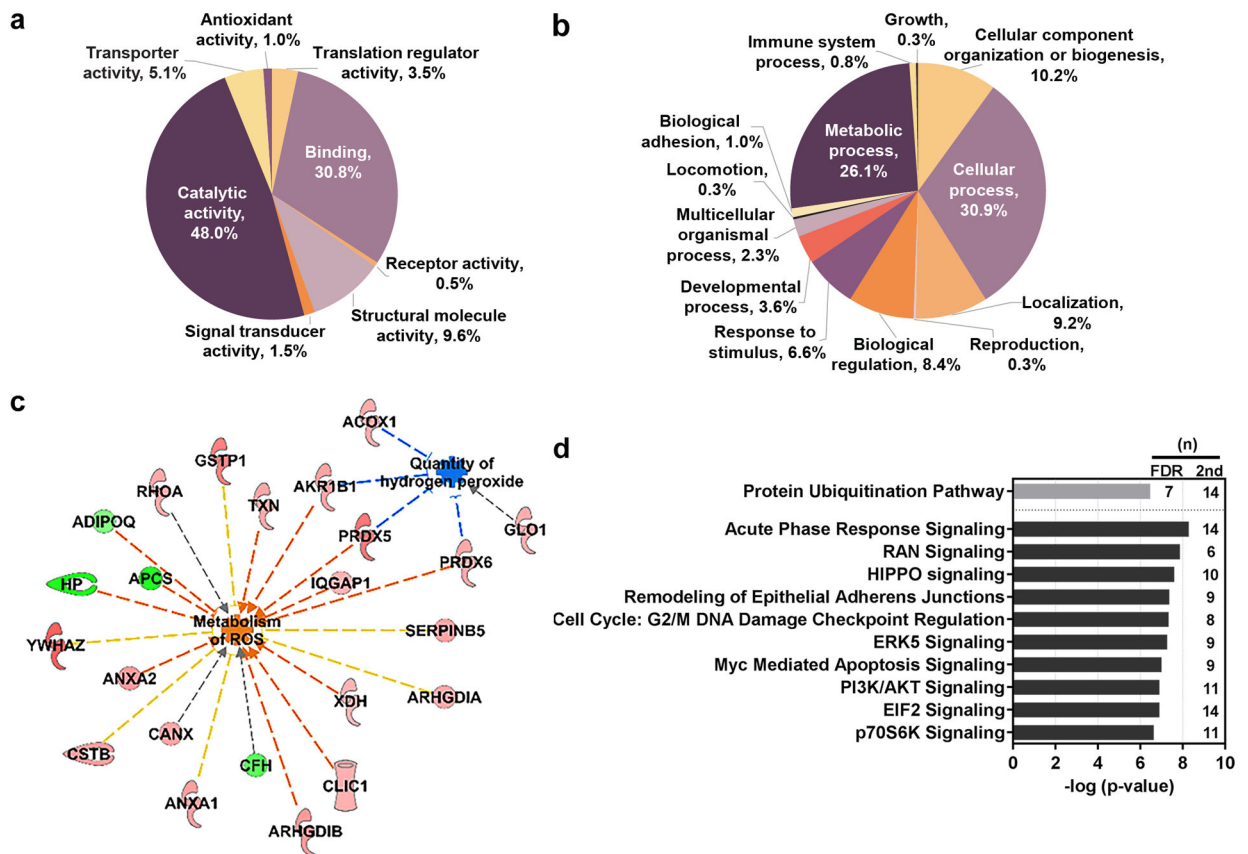 a
Antioxidant
activity, 1.0%
Transporter
activity, 5.1%
Translation regulator
activity, 3.5%
Binding,
30.8%
Catalytic
activity,
48.0%
Receptor activity,
0.5%
Structural molecule
activity, 9.6%
Signal transducer
activity, 1.5%
b
Growth,
0.3%
Immune system
process, 0.8%
Cellular component
organization or biogenesis,
10.2%
Biological
adhesion, 1.0%
Metabolic
process,
26.1%
Cellular
process,
30.9%
Locomotion,
0.3%
Multicellular
organismal
process, 2.3%
Developmental
process, 3.6%
Response to
stimulus, 6.6%
Biological
regulation, 8.4%
Reproduction,
0.3%
Localization,
9.2%
c
ACOX1
GSTP1
Quantity of
hydrogen peroxide
RHOA
AKR1B1
TXN
ADIPOQ
GLO1
PRDX5
PRDX6
HP
APCS
IQGAP1
Metabolism
of ROS
SERPINB5
YWHAZ
ANXA2
XDH
ARHGDIA
CANX
CSTB
CFH
CLIC1
ANXA1
ARHGDIB
d
(n)
FDR 2nd
Protein Ubiquitination Pathway 7 14
Acute Phase Response Signaling 14
RAN Signaling 6
HIPPO signaling 10
Remodeling of Epithelial Adherens Junctions 9
Cell Cycle: G2/M DNA Damage Checkpoint Regulation 8
ERK5 Signaling 9
Myc Mediated Apoptosis Signaling 9
PI3K/AKT Signaling 11
EIF2 Signaling 14
p70S6K Signaling 11
0 2 4 6 8 10
-log (p-value)